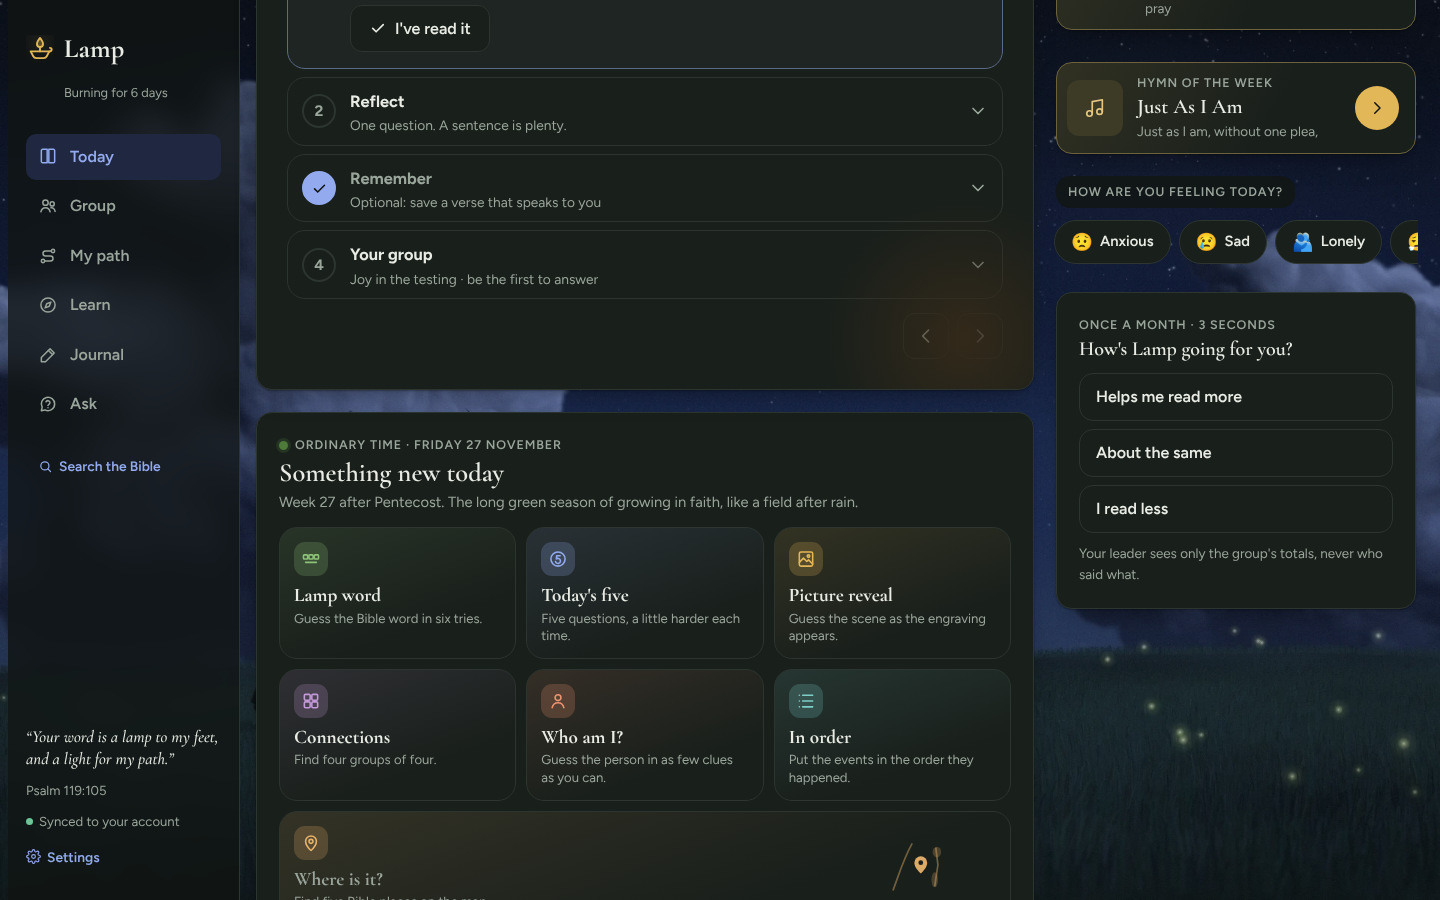 Lamp
Burning for 6 days
Today
Group
My path
Learn
Journal
Ask
Search the Bible
“Your word is a lamp to my feet,
and a light for my path.”
Psalm 119:105
Synced to your account
Settings
I've read it
2
Reflect
One question. A sentence is plenty.
Remember
Optional: save a verse that speaks to you
4
Your group
Joy in the testing · be the first to answer
ORDINARY TIME · FRIDAY 27 NOVEMBER
Something new today
Week 27 after Pentecost. The long green season of growing in faith, like a field after rain.
Lamp word
Guess the Bible word in six tries.
5
Today's five
Five questions, a little harder each
time.
Picture reveal
Guess the scene as the engraving
appears.
Connections
Find four groups of four.
Who am I?
Guess the person in as few clues
as you can.
In order
Put the events in the order they
happened.
Where is it?
Find five Bible places on the map.
pray
HYMN OF THE WEEK
Just As I Am
Just as I am, without one plea,
HOW ARE YOU FEELING TODAY?
Anxious
Sad
Lonely
ONCE A MONTH · 3 SECONDS
How's Lamp going for you?
Helps me read more
About the same
I read less
Your leader sees only the group's totals, never who
said what.